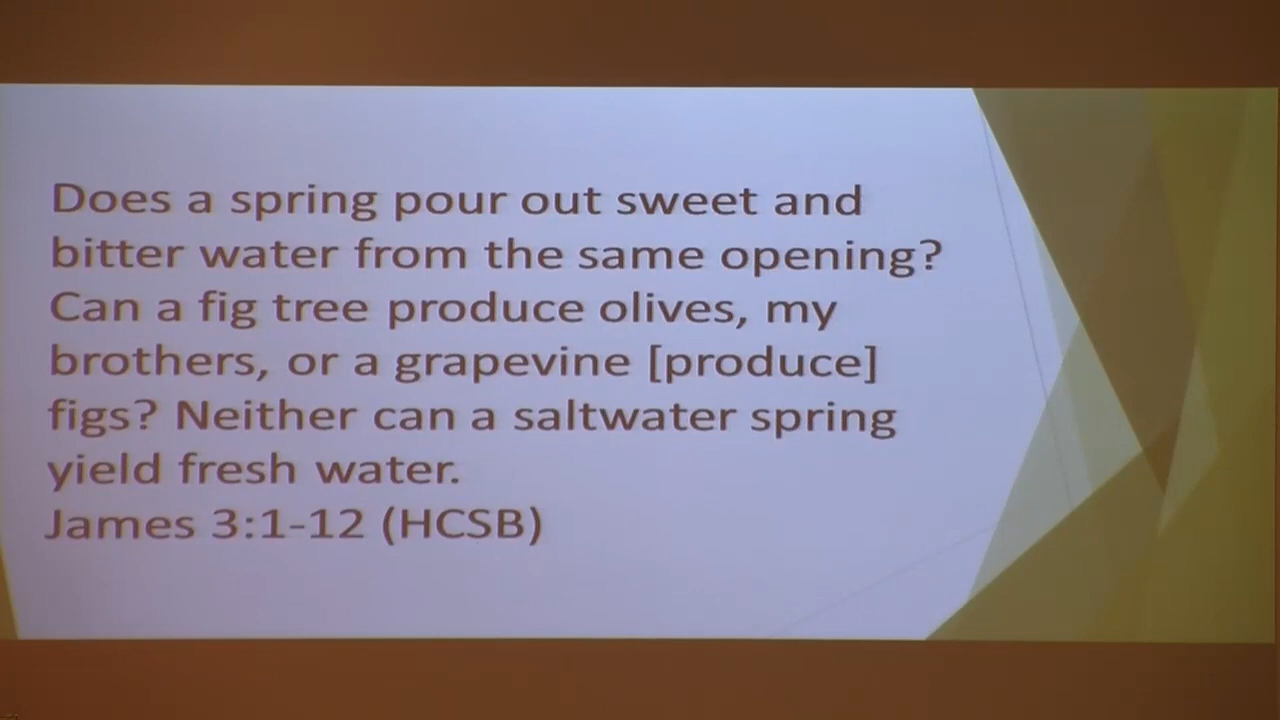 Does a spring pour out sweet and
bitter water from the same opening?
Can a fig tree produce olives, my
brothers, or a grapevine [produce]
figs? Neither can a saltwater spring
yield fresh water.
James 3:1-12 (HCSB)